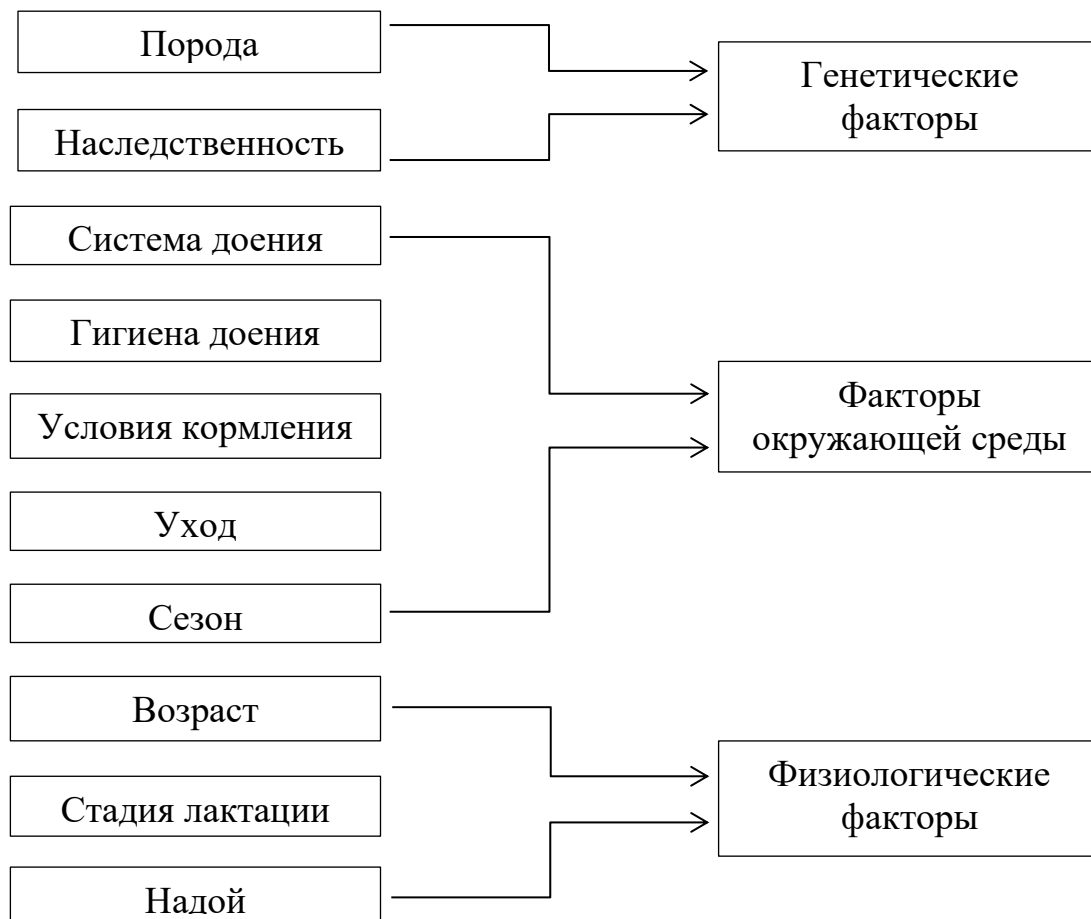 Порода
Генетические
факторы
Наследственность
Система доения
Гигиена доения
Факторы
окружающей среды
Условия кормления
Уход
Сезон
Возраст
Физиологические
факторы
Стадия лактации
Надой